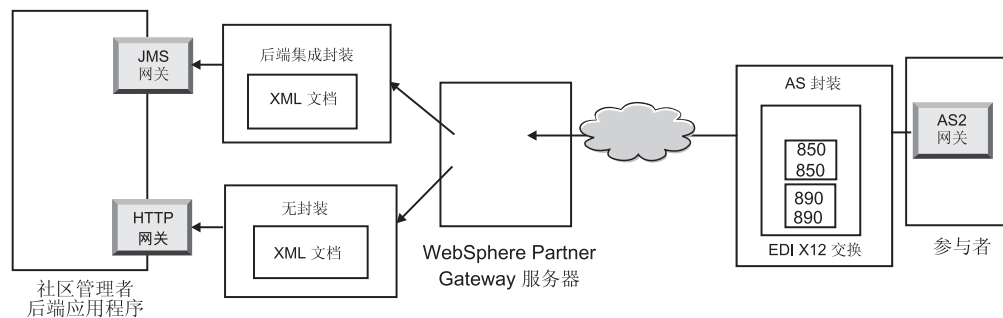 JMS
网关
后端集成封装
XML 文档
HTTP
网关
无封装
XML 文档
社区管理者
后端应用程序
WebSphere Partner
Gateway 服务器
AS 封装
850
850
890
890
EDI X12 交换
AS2
网关
参与者